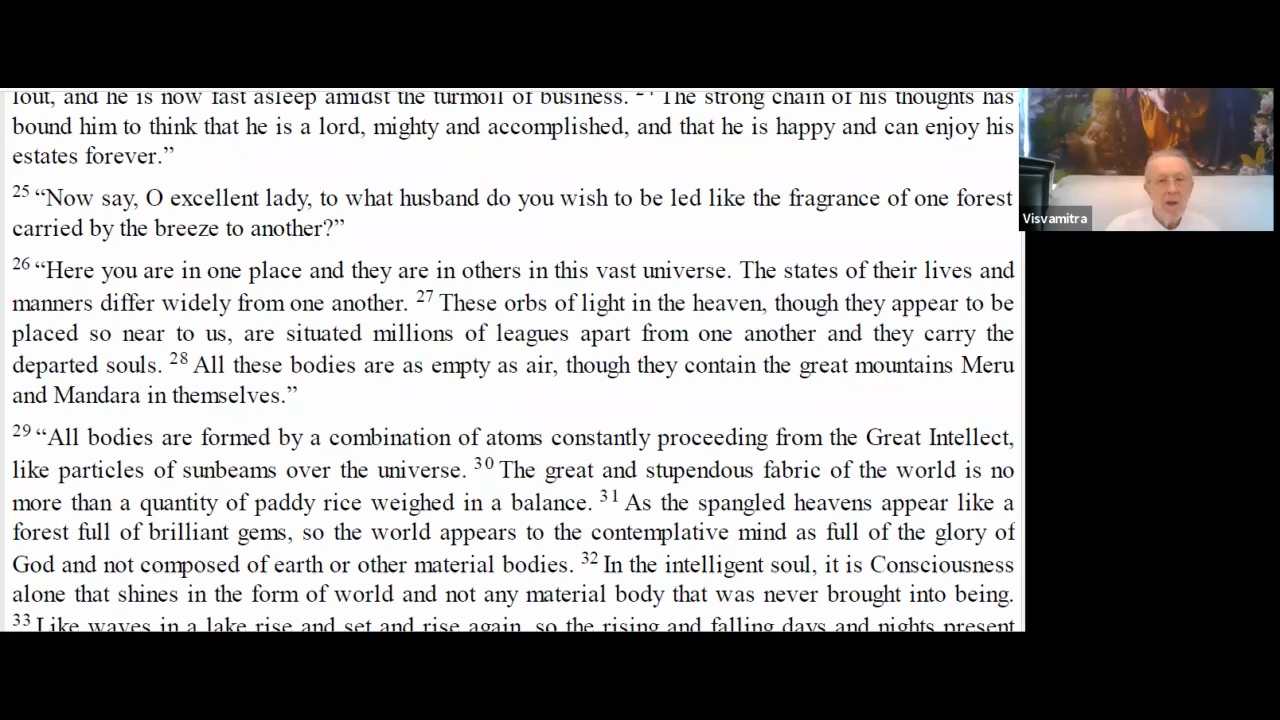 lout, and he is now fast asleep amidst the turmoil of business. 24 The strong chain of his thoughts has
bound him to think that he is a lord, mighty and accomplished, and that he is happy and can enjoy his
estates forever.”
25 “Now say, O excellent lady, to what husband do you wish to be led like the fragrance of one forest
carried by the breeze to another?”
26 “Here you are in one place and they are in others in this vast universe. The states of their lives and
manners differ widely from one another. 27 These orbs of light in the heaven, though they appear to be
placed so near to us, are situated millions of leagues apart from one another and they carry the
departed souls. 28 All these bodies are as empty as air, though they contain the great mountains Meru
and Mandara in themselves.”
29 “All bodies are formed by a combination of atoms constantly proceeding from the Great Intellect,
like particles of sunbeams over the universe. 30 The great and stupendous fabric of the world is no
more than a quantity of paddy rice weighed in a balance. 31 As the spangled heavens appear like a
forest full of brilliant gems, so the world appears to the contemplative mind as full of the glory of
God and not composed of earth or other material bodies. 32 In the intelligent soul, it is Consciousness
alone that shines in the form of world and not any material body that was never brought into being.
33 Like waves in a lake rise and set and rise again, so the rising and falling days and nights present
Visvamitra